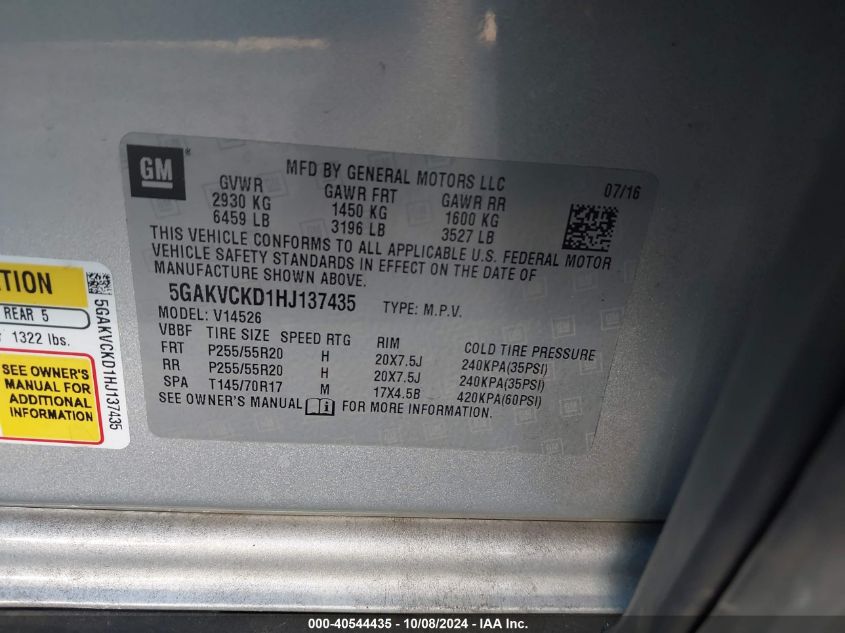 GM
MFD BY GENERAL MOTORS LLC
07/16
GVWR GAWR FRT GAWR RR
2930 KG 1450 KG 1600 KG
6459 LB 3196 LB 3527 LB
THIS VEHICLE CONFORMS TO ALL APPLICABLE U.S. FEDERAL MOTOR
VEHICLE SAFETY STANDARDS IN EFFECT ON THE DATE OF
MANUFACTURE SHOWN ABOVE.
5GAKVCKD1HJ137435 TYPE: M.P.V.
MODEL: V14526
VBBF TIRE SIZE SPEED RTG RIM COLD TIRE PRESSURE
FRT P255/55R20 H 20X7.5J 240KPA(35PSI)
RR P255/55R20 H 20X7.5J 240KPA(35PSI)
SPA T145/70R17 M 17X4.5B 420KPA(60PSI)
SEE OWNER'S MANUAL FOR MORE INFORMATION.
REAR 5
1322 lbs.
SEE OWNER'S
MANUAL FOR
ADDITIONAL
INFORMATION
5GAKVCKD1HJ137435
000-40544435 - 10/08/2024 - IAA Inc.